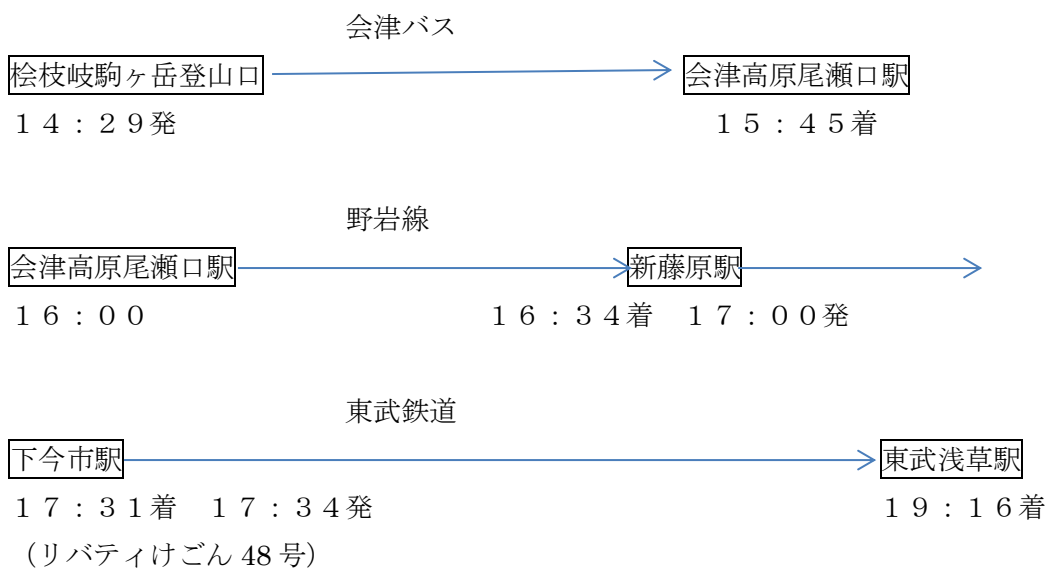 会津バス
桧枝岐駒ヶ岳登山口 会津高原尾瀬口駅
１４：２９発 １５：４５着
野岩線
会津高原尾瀬口駅 新藤原駅
１６：００ １６：３４着 １７：００発
東武鉄道
下今市駅 東武浅草駅
１７：３１着 １７：３４発 １９：１６着
（リバティけごん 48 号）